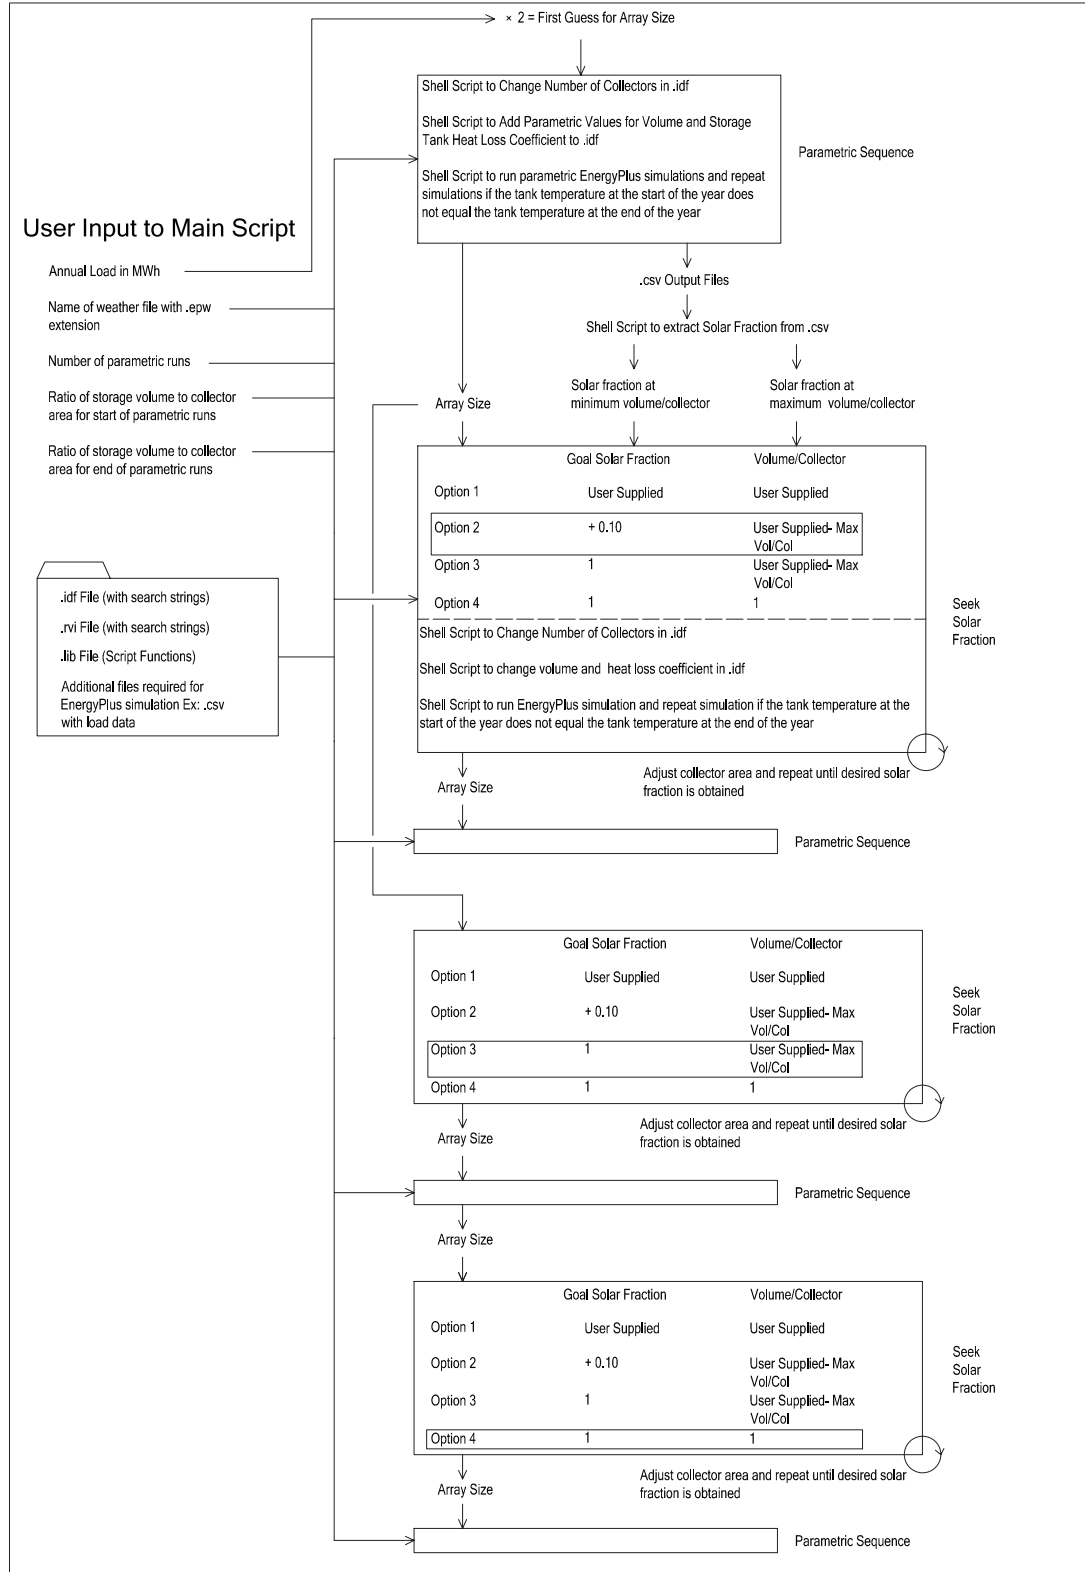 × 2 = First Guess for Array Size
Shell Script to Change Number of Collectors in .idf
Shell Script to Add Parametric Values for Volume and Storage
Tank Heat Loss Coefficient to .idf
Shell Script to run parametric EnergyPlus simulations and repeat
simulations if the tank temperature at the start of the year does
not equal the tank temperature at the end of the year
Parametric Sequence
User Input to Main Script
Annual Load in MWh
Name of weather file with .epw
extension
Number of parametric runs
Ratio of storage volume to collector
area for start of parametric runs
Ratio of storage volume to collector
area for end of parametric runs
.csv Output Files
Shell Script to extract Solar Fraction from .csv
Array Size
Solar fraction at
minimum volume/collector
Solar fraction at
maximum volume/collector
Goal Solar Fraction Volume/Collector
Option 1 User Supplied User Supplied
Option 2 + 0.10 User Supplied- Max
Vol/Col
Option 3 1 User Supplied- Max
Vol/Col
Option 4 1 1
Seek
Solar
Fraction
.idf File (with search strings)
.rvi File (with search strings)
.lib File (Script Functions)
Additional files required for
EnergyPlus simulation Ex: .csv
with load data
Shell Script to Change Number of Collectors in .idf
Shell Script to change volume and heat loss coefficient in .idf
Shell Script to run EnergyPlus simulation and repeat simulation if the tank temperature at the
start of the year does not equal the tank temperature at the end of the year
Adjust collector area and repeat until desired solar
fraction is obtained
Array Size
Parametric Sequence
Goal Solar Fraction Volume/Collector
Option 1 User Supplied User Supplied
Option 2 + 0.10 User Supplied- Max
Vol/Col
Option 3 1 User Supplied- Max
Vol/Col
Option 4 1 1
Seek
Solar
Fraction
Adjust collector area and repeat until desired solar
fraction is obtained
Array Size
Parametric Sequence
Array Size
Goal Solar Fraction Volume/Collector
Option 1 User Supplied User Supplied
Option 2 + 0.10 User Supplied- Max
Vol/Col
Option 3 1 User Supplied- Max
Vol/Col
Option 4 1 1
Seek
Solar
Fraction
Adjust collector area and repeat until desired solar
fraction is obtained
Array Size
Parametric Sequence